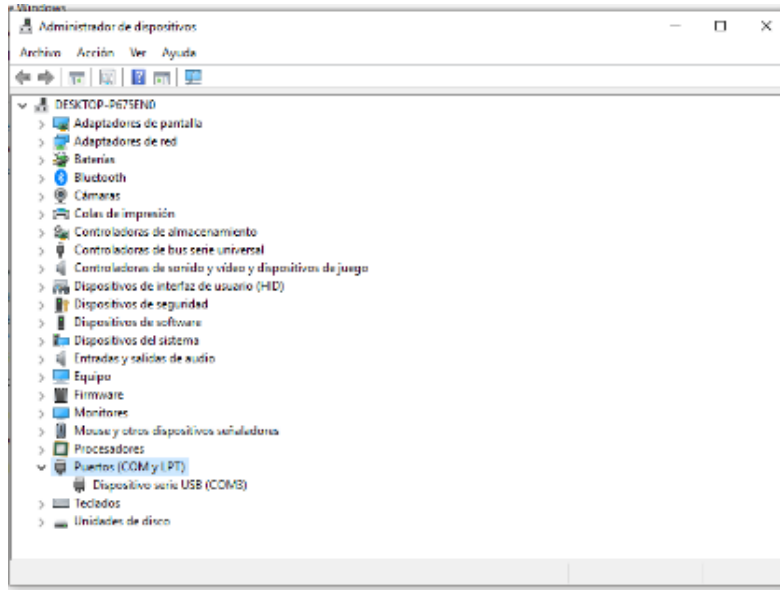 Windows
Administrador de dispositivos
Archivo Acción Ver Ayuda
DESKTOP-P675EN0
Adaptadores de pantalla
Adaptadores de red
Baterías
Bluetooth
Cámaras
Colas de impresión
Controladoras de almacenamiento
Controladoras de bus serie universal
Controladoras de sonido y vídeo y dispositivos de juego
Dispositivos de interfaz de usuario (HID)
Dispositivos de seguridad
Dispositivos de software
Dispositivos del sistema
Entradas y salidas de audio
Equipo
Firmware
Monitores
Mouse y otros dispositivos señaladores
Procesadores
Puertos (COM y LPT)
Dispositivo serie USB (COM3)
Teclados
Unidades de disco